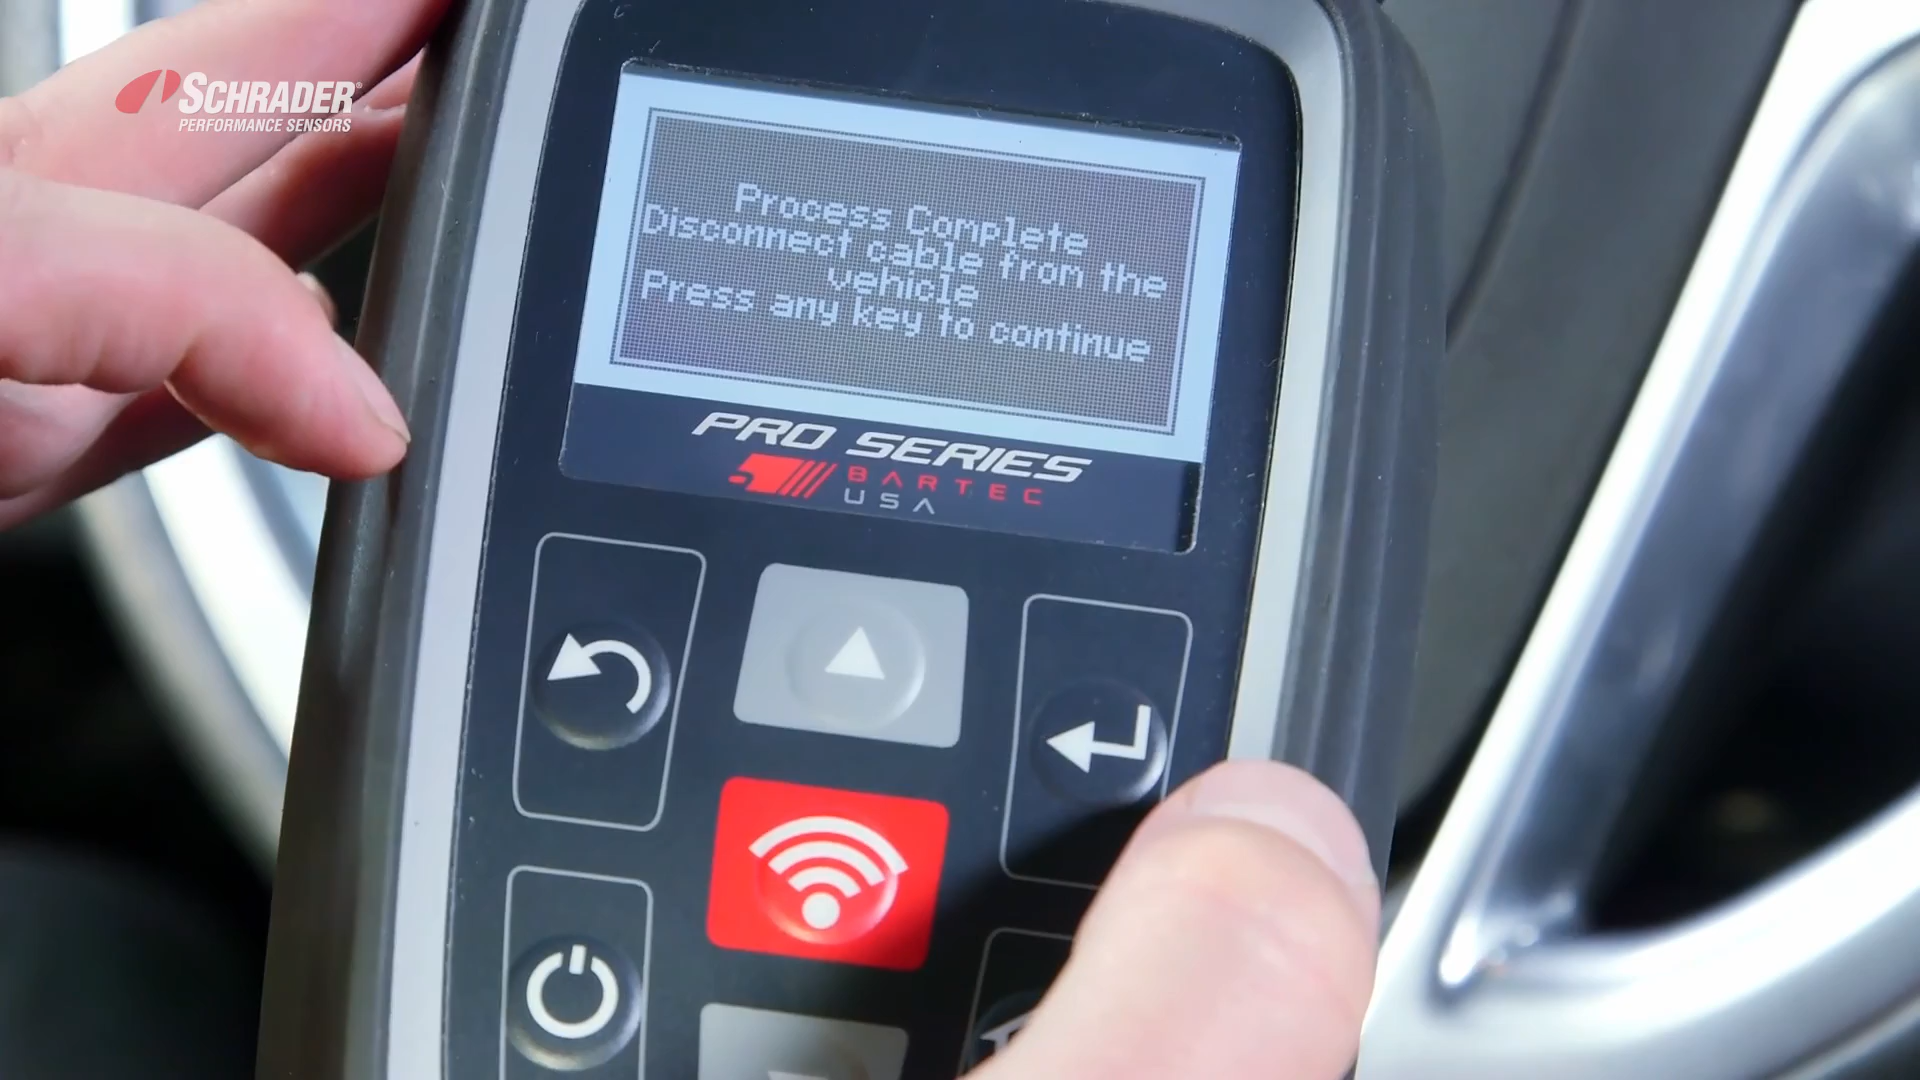 SCHRADER®
PERFORMANCE SENSORS
Process Complete
Disconnect cable from the
vehicle
Press any key to continue
PRO SERIES
BARTEC
USA